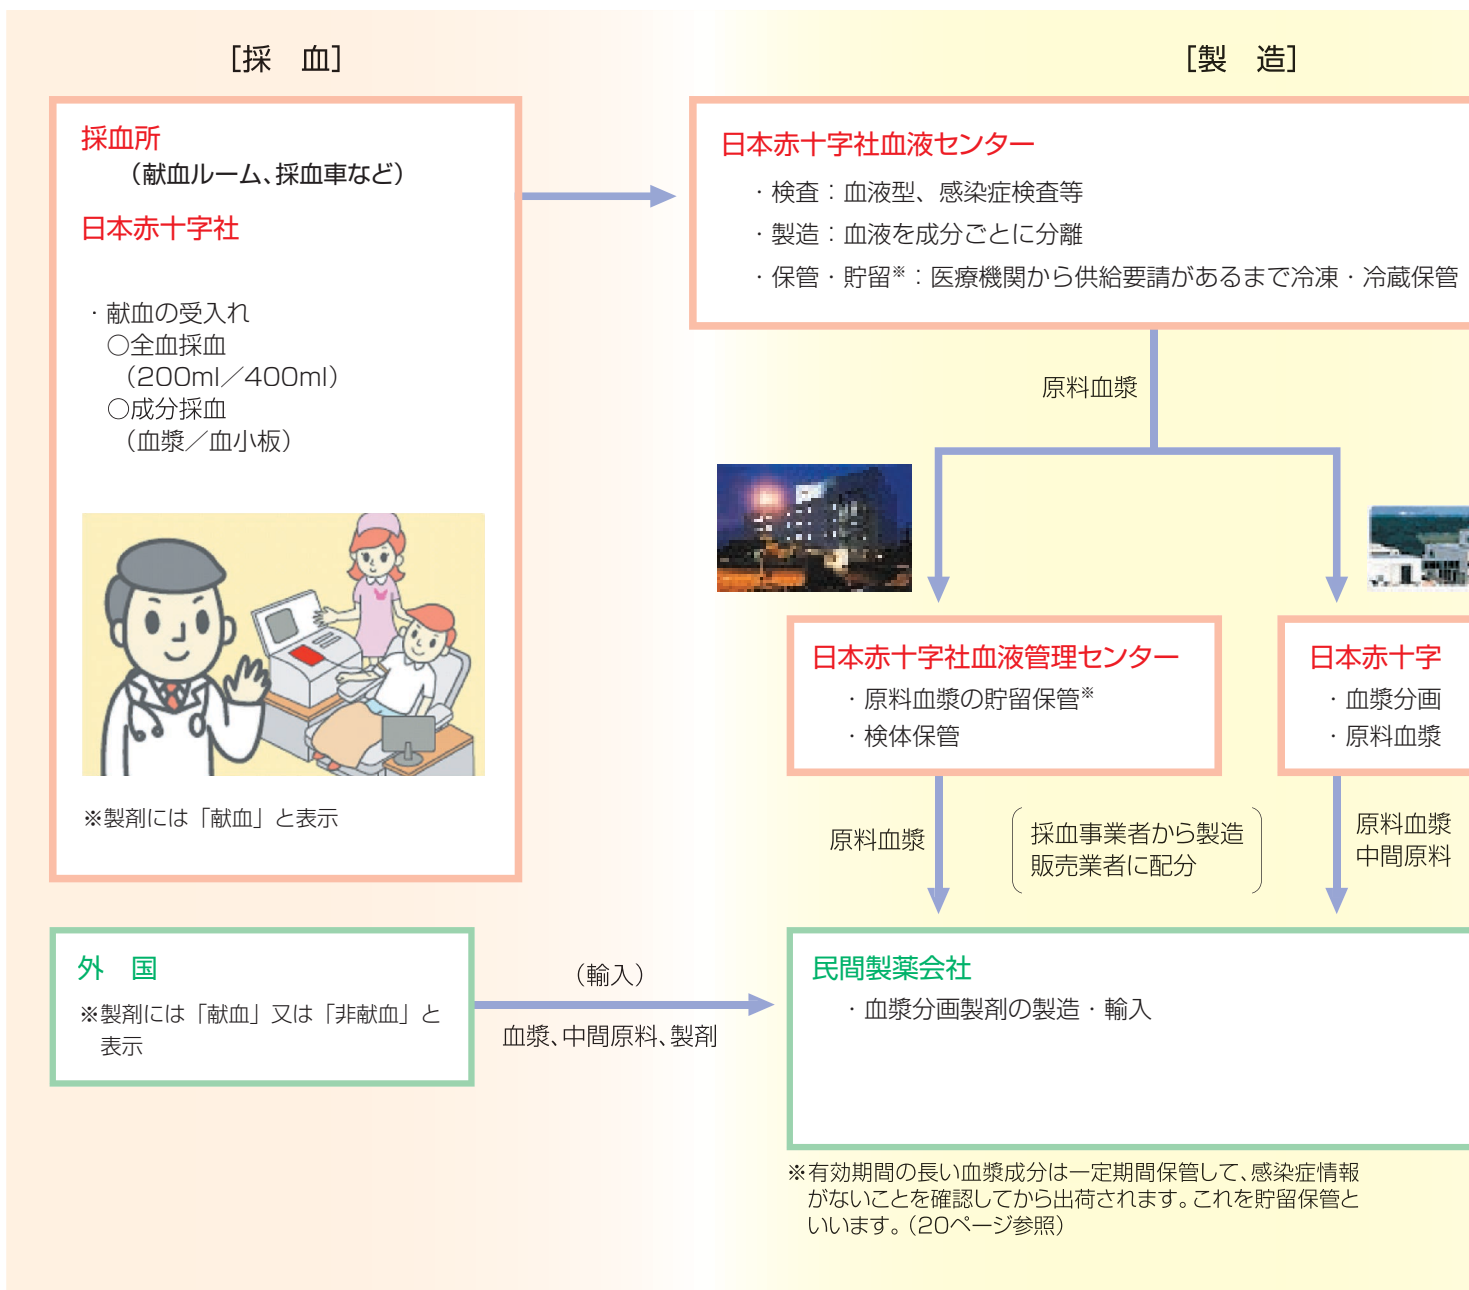 [採　血]
採血所
（献血ルーム、採血車など）
日本赤十字社
・献血の受入れ
○全血採血
（200ml／400ml）
○成分採血
（血漿／血小板）
※製剤には「献血」と表示
外　国
※製剤には「献血」又は「非献血」と
表示
（輸入）
血漿、中間原料、製剤
[製　造]
日本赤十字社血液センター
・検査：血液型、感染症検査等
・製造：血液を成分ごとに分離
・保管・貯留※：医療機関から供給要請があるまで冷凍・冷蔵保管
原料血漿
日本赤十字社血液管理センター
・原料血漿の貯留保管※
・検体保管
日本赤十字
・血漿分画
・原料血漿
原料血漿
採血事業者から製造
販売業者に配分
原料血漿
中間原料
民間製薬会社
・血漿分画製剤の製造・輸入
※有効期間の長い血漿成分は一定期間保管して、感染症情報
がないことを確認してから出荷されます。これを貯留保管と
いいます。（20ページ参照）